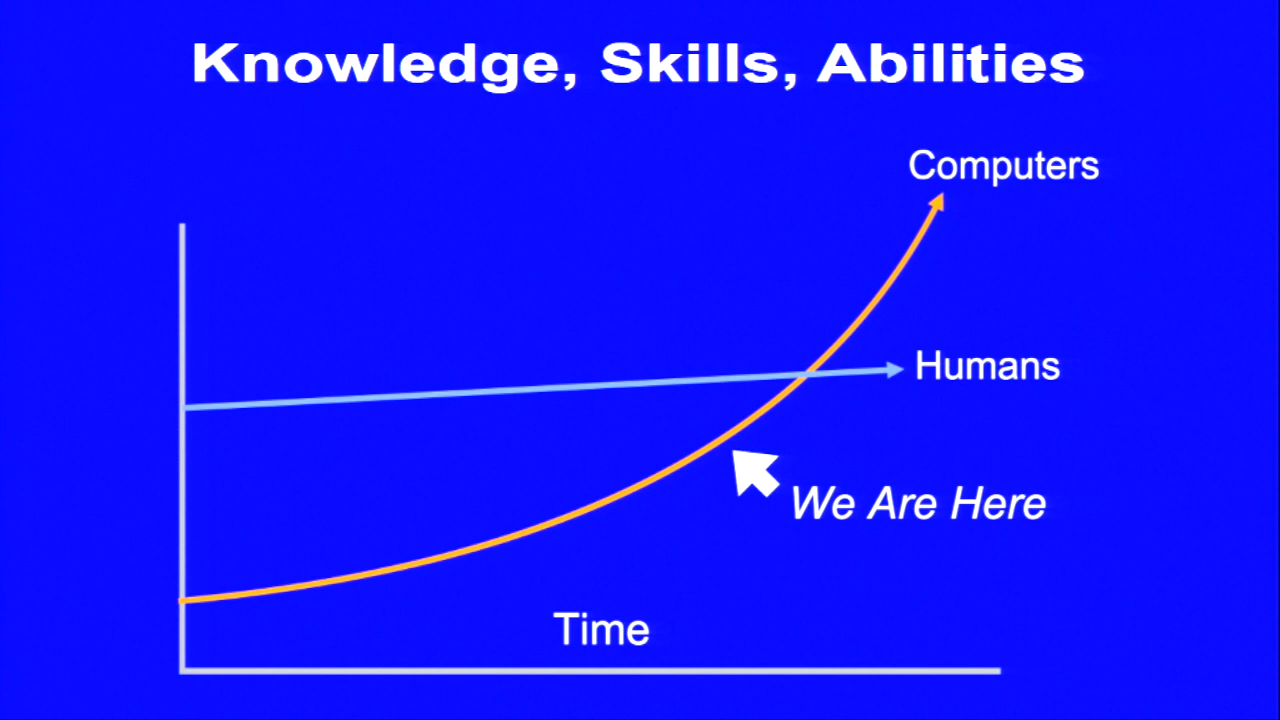 Knowledge, Skills, Abilities
Computers
Humans
We Are Here
Time